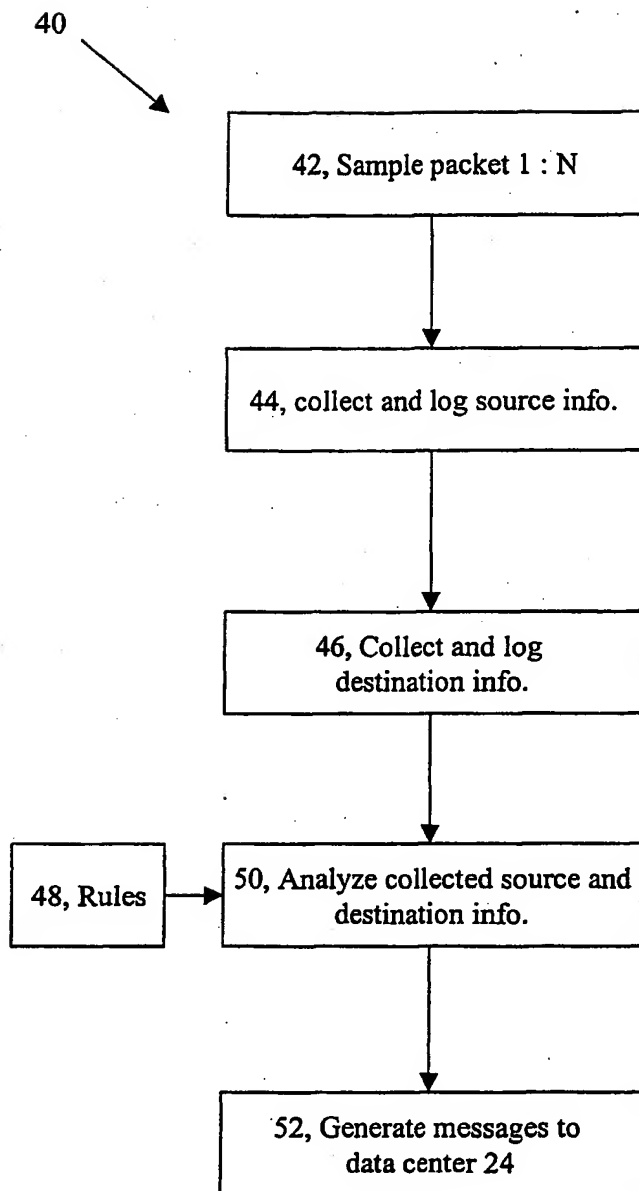 40
42, Sample packet 1 : N
44, collect and log source info.
46, Collect and log
destination info.
48, Rules
50, Analyze collected source and
destination info.
52, Generate messages to
data center 24